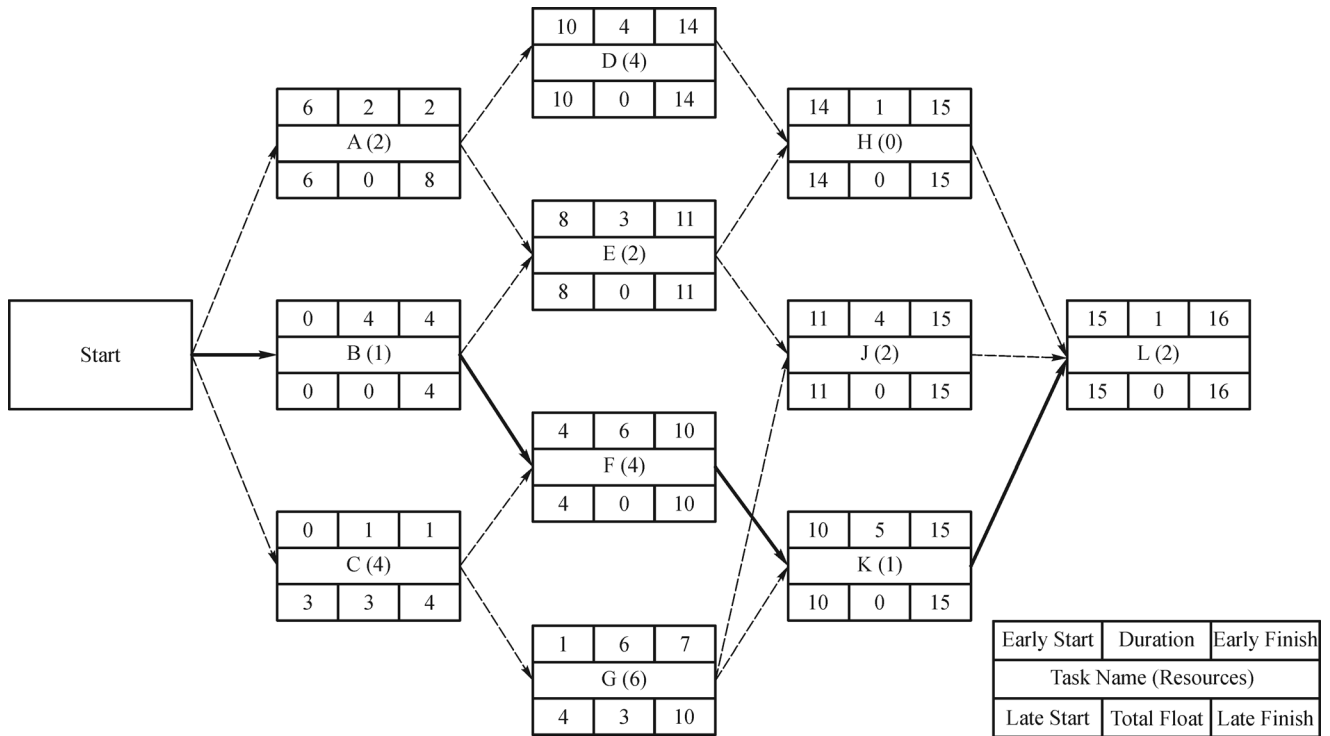 10 4 14
D (4)
10 0 14
6 2 2
A (2)
6 0 8
14 1 15
H (0)
14 0 15
8 3 11
E (2)
8 0 11
Start
0 4 4
B (1)
0 0 4
11 4 15
J (2)
11 0 15
15 1 16
L (2)
15 0 16
4 6 10
F (4)
4 0 10
0 1 1
C (4)
3 3 4
10 5 15
K (1)
10 0 15
1 6 7
G (6)
4 3 10
Early Start Duration Early Finish
Task Name (Resources)
Late Start Total Float Late Finish